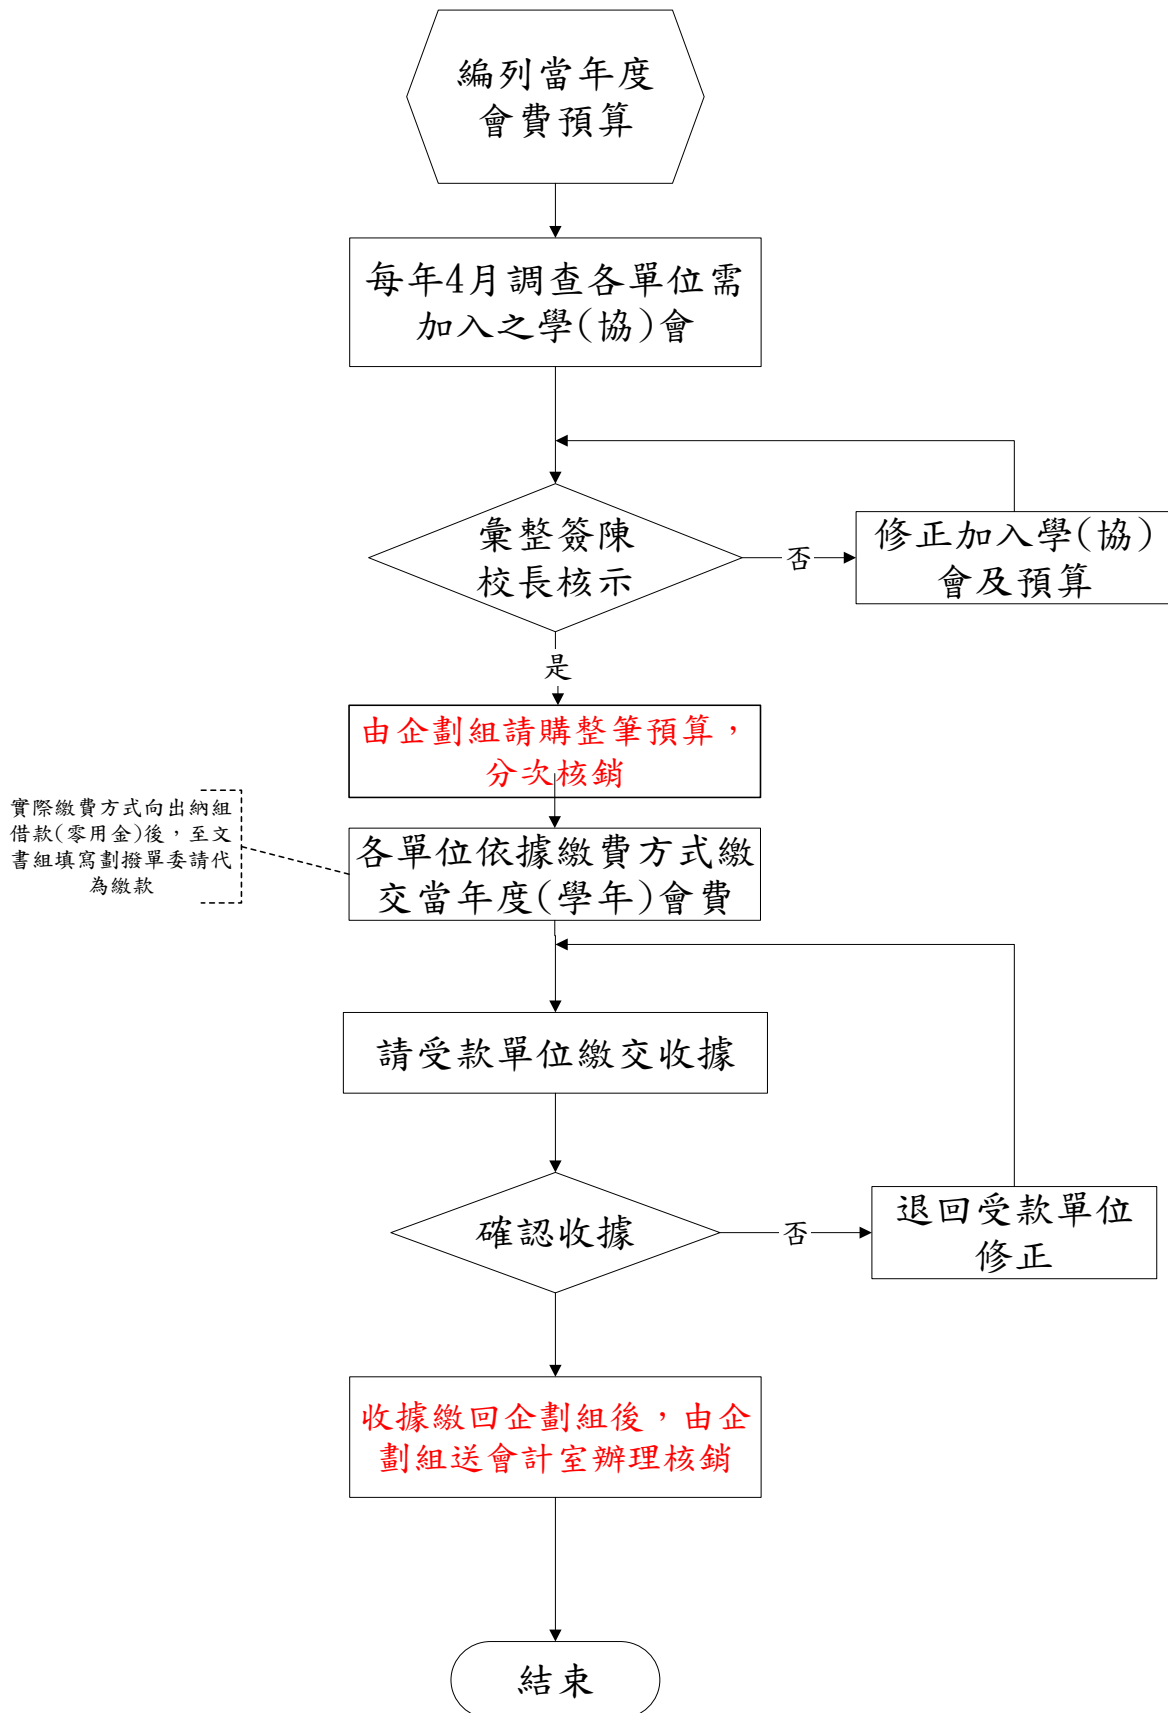 編列當年度
會費預算
每年4月調查各單位需
加入之學(協)會
彙整簽陳
校長核示
否
修正加入學(協)
會及預算
是
由企劃組請購整筆預算，
分次核銷
實際繳費方式向出納組
借款(零用金)後，至文
書組填寫劃撥單委請代
為繳款
各單位依據繳費方式繳
交當年度(學年)會費
請受款單位繳交收據
確認收據
否
退回受款單位
修正
收據繳回企劃組後，由企
劃組送會計室辦理核銷
結束